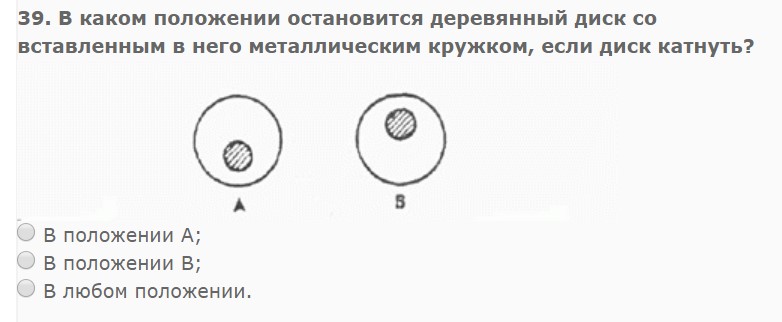 39. В каком положении остановится деревянный диск со
вставленным в него металлическим кружком, если диск катнуть?
A B
В положении А;
В положении В;
В любом положении.